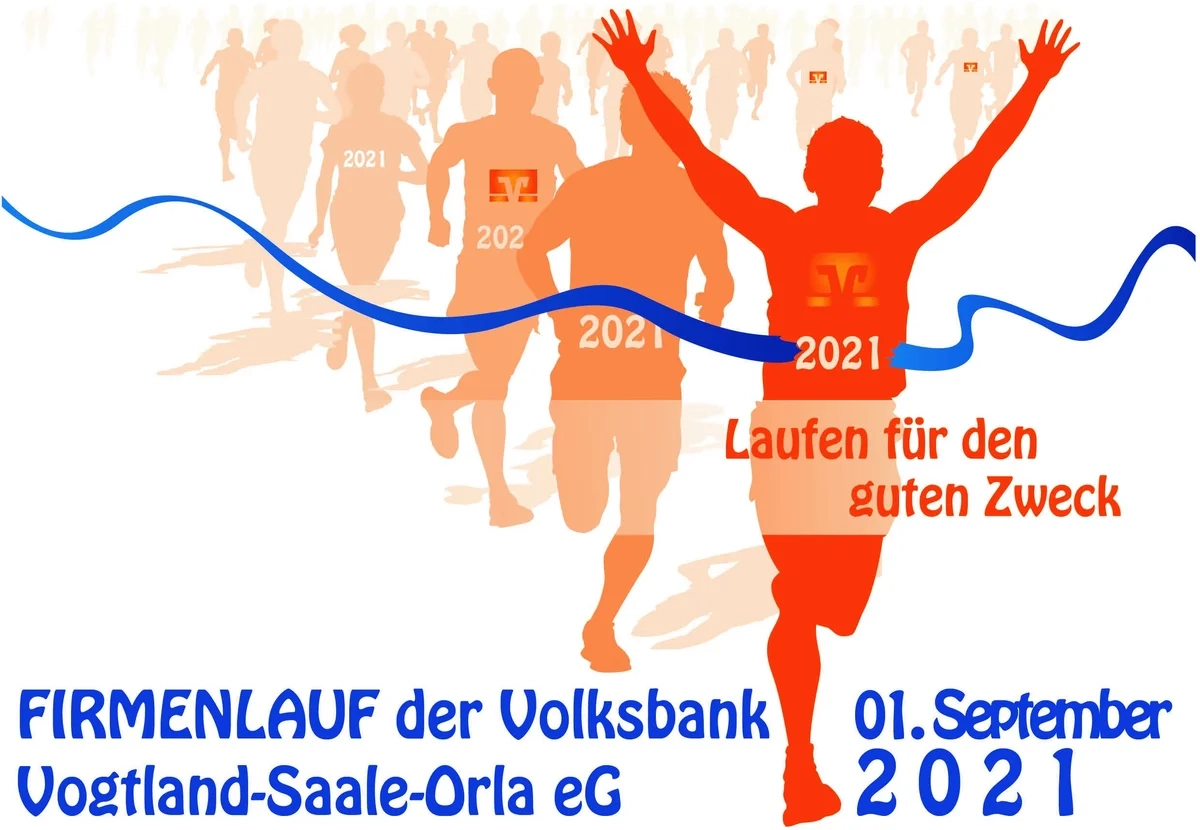 2021
202
2021
2021
Laufen für den
guten Zweck
FIRMENLAUF der Volksbank
Vogtland-Saale-Orla eG
01. September
2021